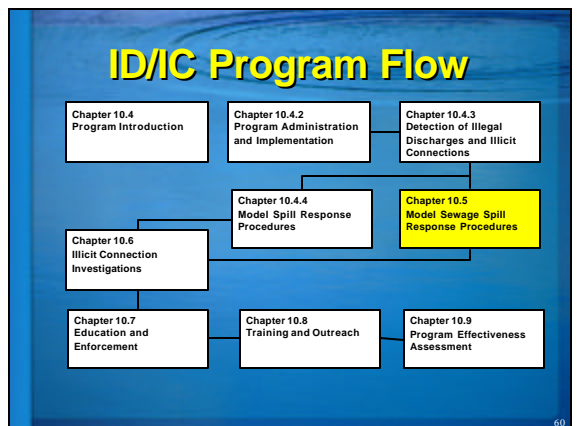 ID/IC Program Flow
Chapter 10.4
Program Introduction
Chapter 10.4.2
Program Administration
and Implementation
Chapter 10.4.3
Detection of Illegal
Discharges and Illicit
Connections
Chapter 10.4.4
Model Spill Response
Procedures
Chapter 10.5
Model Sewage Spill
Response Procedures
Chapter 10.6
Illicit Connection
Investigations
Chapter 10.7
Education and
Enforcement
Chapter 10.8
Training and Outreach
Chapter 10.9
Program Effectiveness
Assessment
60